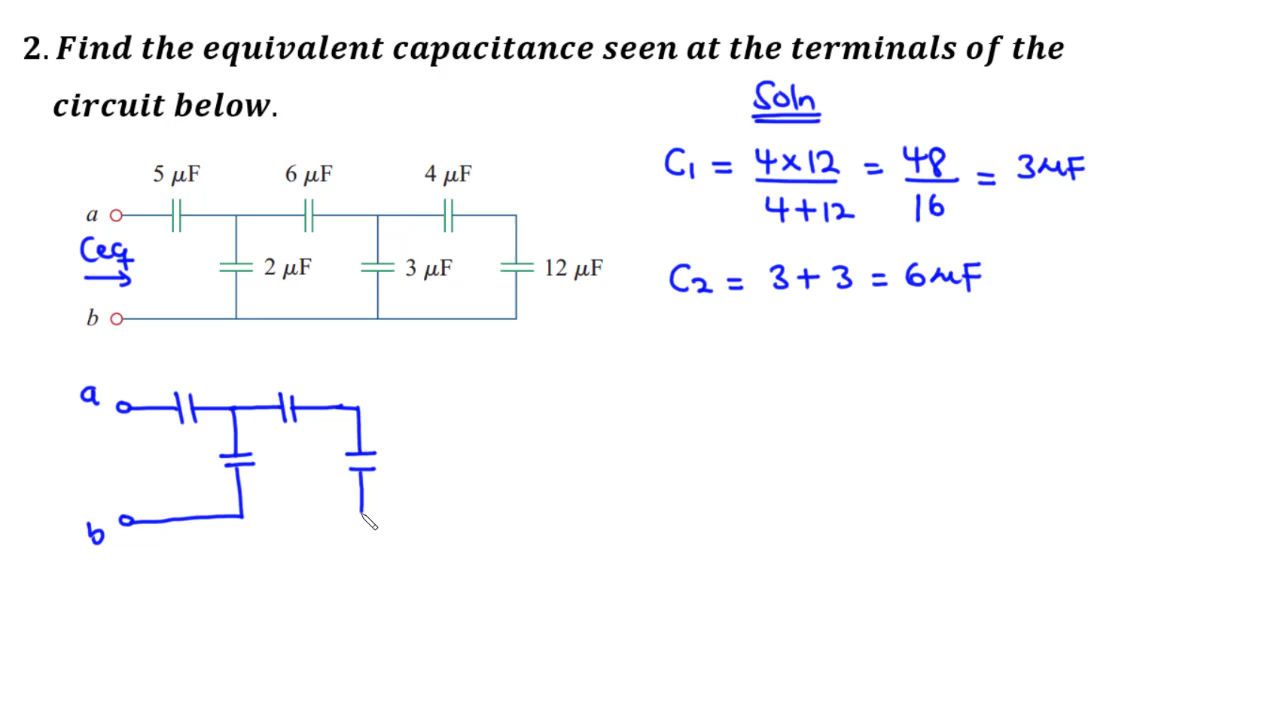 2. Find the equivalent capacitance seen at the terminals of the
circuit below.
Soln
5 μF 6 μF 4 μF
a
Ceq
2 μF 3 μF 12 μF
b
C1 = 4×12 / 4+12 = 48 / 16 = 3μF
C2 = 3 + 3 = 6μF
a
b